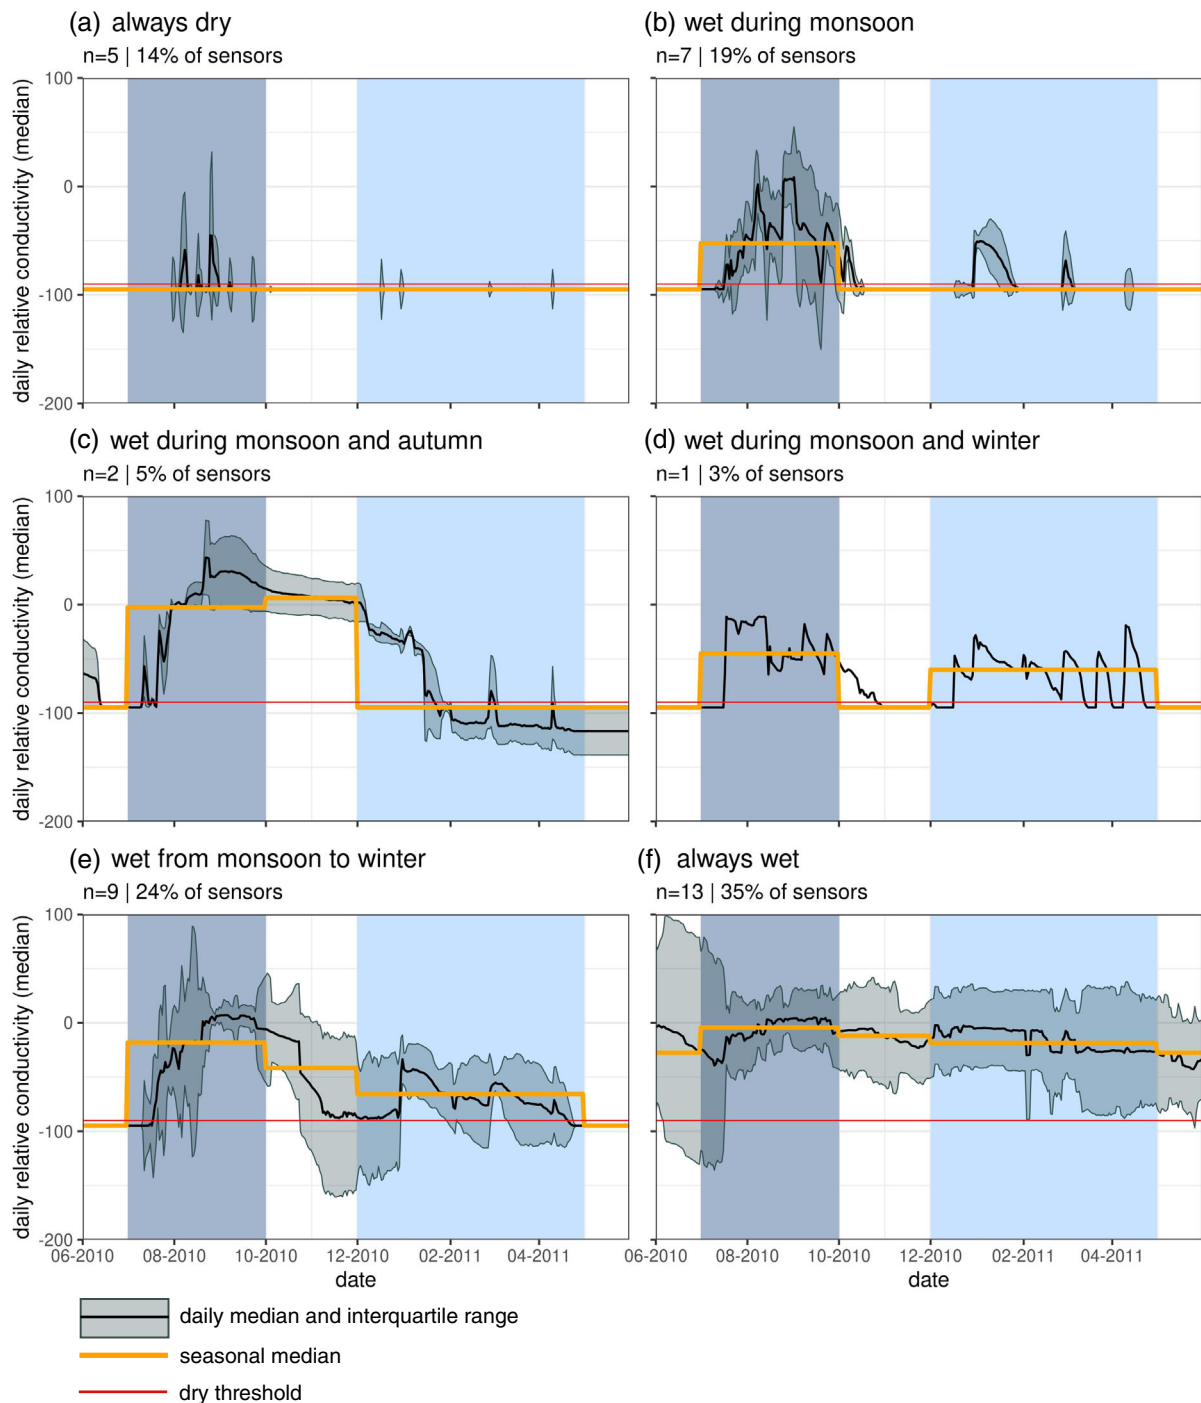 (a) always dry
n=5 | 14% of sensors
(b) wet during monsoon
n=7 | 19% of sensors
daily relative conductivity (median)
100
0
-100
-200
(c) wet during monsoon and autumn
n=2 | 5% of sensors
(d) wet during monsoon and winter
n=1 | 3% of sensors
daily relative conductivity (median)
100
0
-100
-200
(e) wet from monsoon to winter
n=9 | 24% of sensors
(f) always wet
n=13 | 35% of sensors
daily relative conductivity (median)
100
0
-100
-200
06-2010 08-2010 10-2010 12-2010 02-2011 04-2011
date
06-2010 08-2010 10-2010 12-2010 02-2011 04-2011
date
daily median and interquartile range
seasonal median
dry threshold